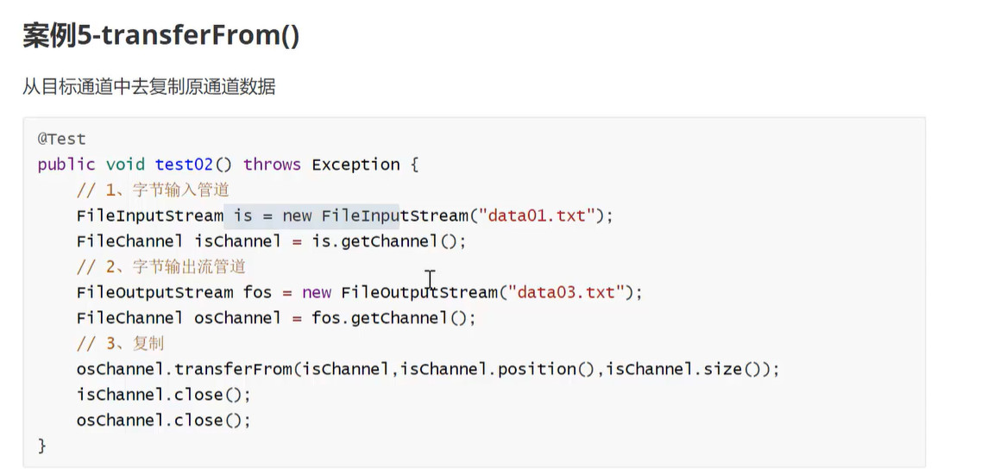 案例5-transferFrom()
从目标通道中去复制原通道数据
@Test
public void test02() throws Exception {
    // 1、字节输入管道
    FileInputStream is = new FileInputStream("data01.txt");
    FileChannel isChannel = is.getChannel();
    // 2、字节输出流管道
    FileOutputStream fos = new FileOutputStream("data03.txt");
    FileChannel osChannel = fos.getChannel();
    // 3、复制
    osChannel.transferFrom(isChannel,isChannel.position(),isChannel.size());
    isChannel.close();
    osChannel.close();
}